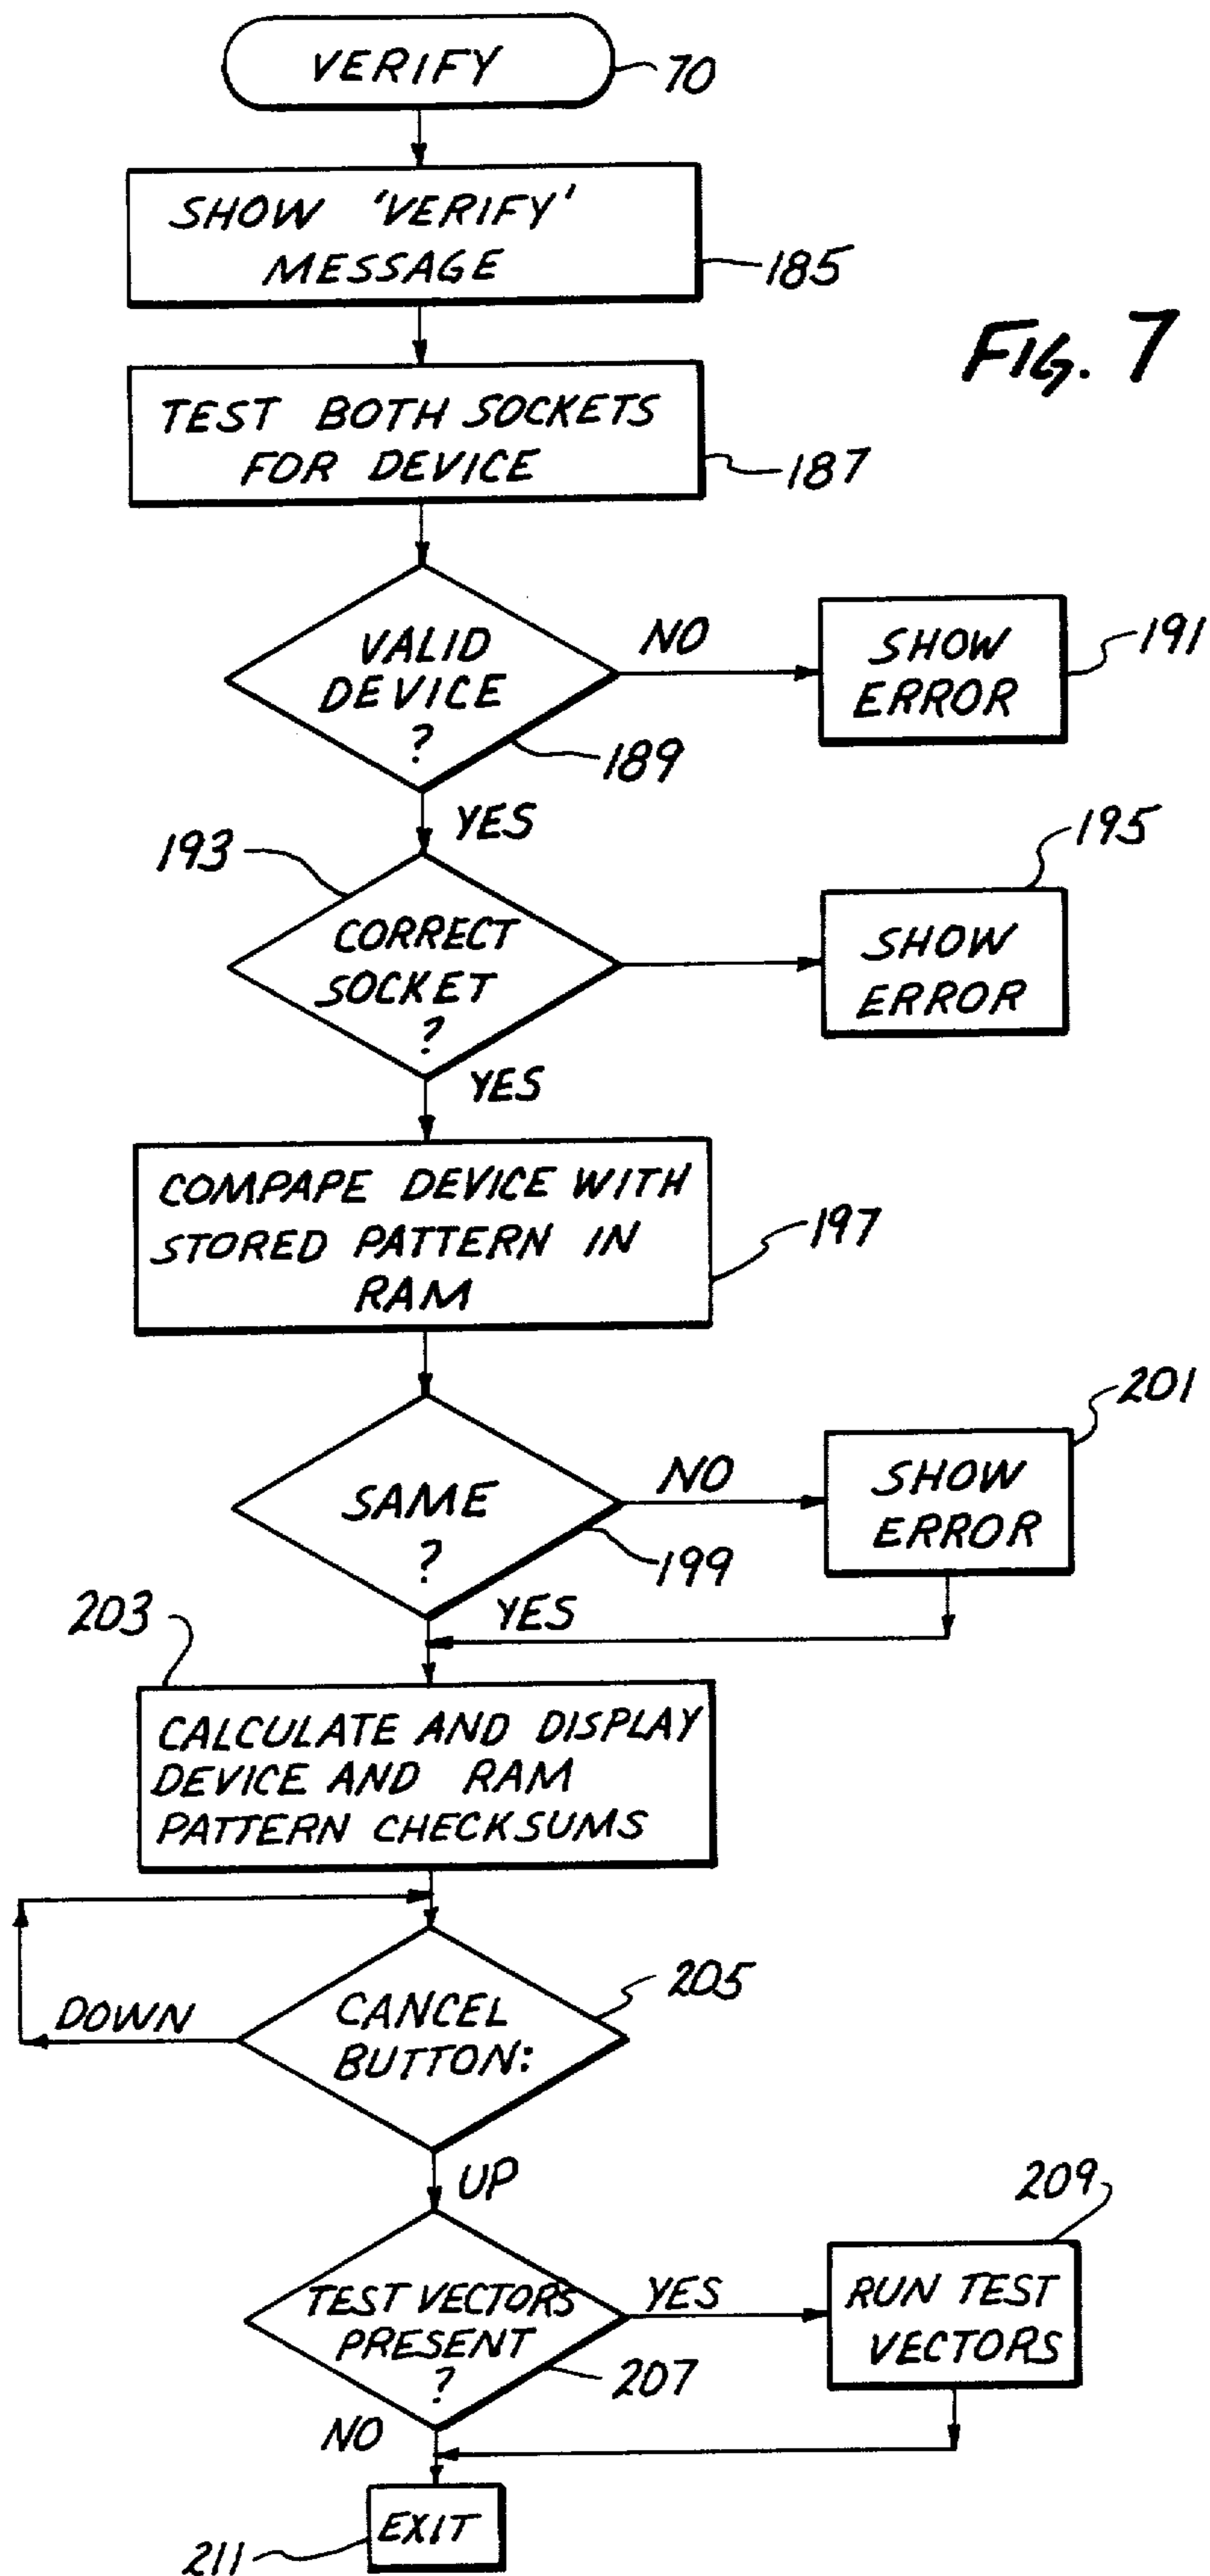 VERIFY
70
SHOW 'VERIFY'
MESSAGE
185
FIG. 7
TEST BOTH SOCKETS
FOR DEVICE
187
VALID
DEVICE
?
189
NO
SHOW
ERROR
191
YES
193
CORRECT
SOCKET
?
195
SHOW
ERROR
YES
COMPAPE DEVICE WITH
STORED PATTERN IN
RAM
197
SAME
?
199
NO
SHOW
ERROR
201
YES
203
CALCULATE AND DISPLAY
DEVICE AND RAM
PATTERN CHECKSUMS
CANCEL
BUTTON:
205
DOWN
UP
TEST VECTORS
PRESENT
?
207
YES
209
RUN TEST
VECTORS
NO
EXIT
211